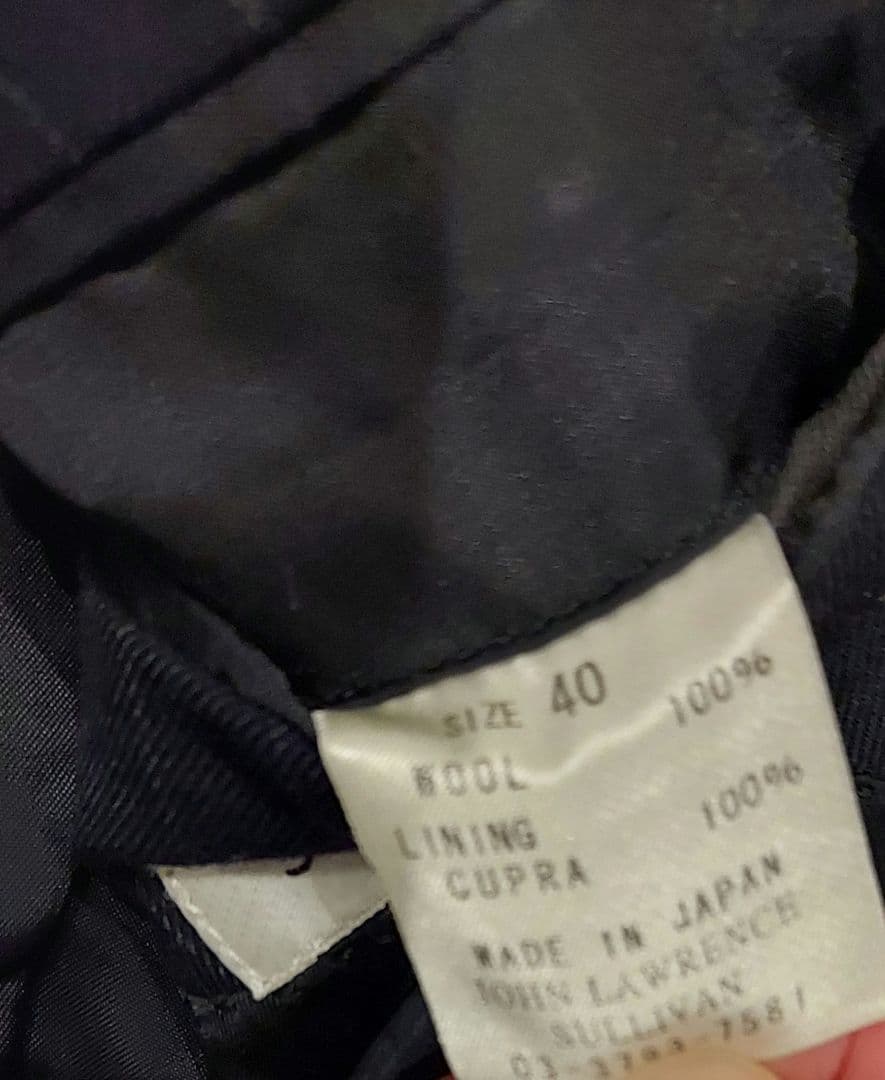 SIZE 40
WOOL 100%
LINING
CUPRA 100%
MADE IN JAPAN
JOHN LAWRENCE
SULLIVAN